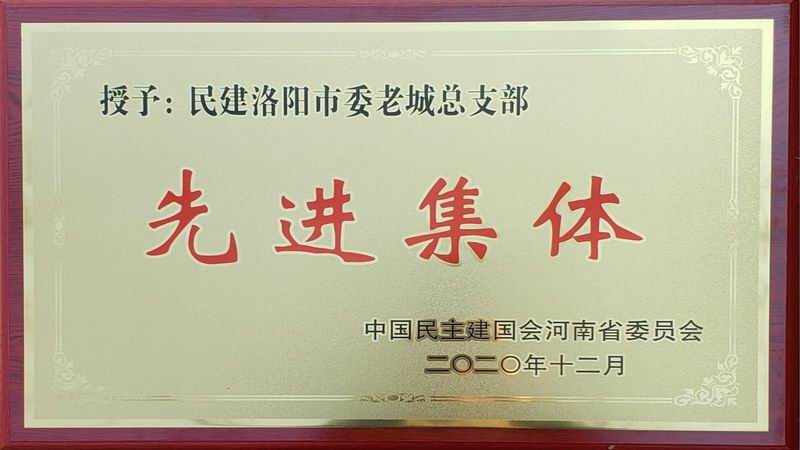 授予：民建洛阳市委老城总支部
先进集体
中国民主建国会河南省委员会
二〇二〇年十二月